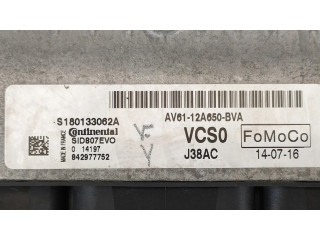 S180133062A
Continental
SID807EVO
0 14197
842977752
MADE IN FRANCE
AV61-12A650-BVA
VCS0
FoMoCo
J38AC
14-07-16